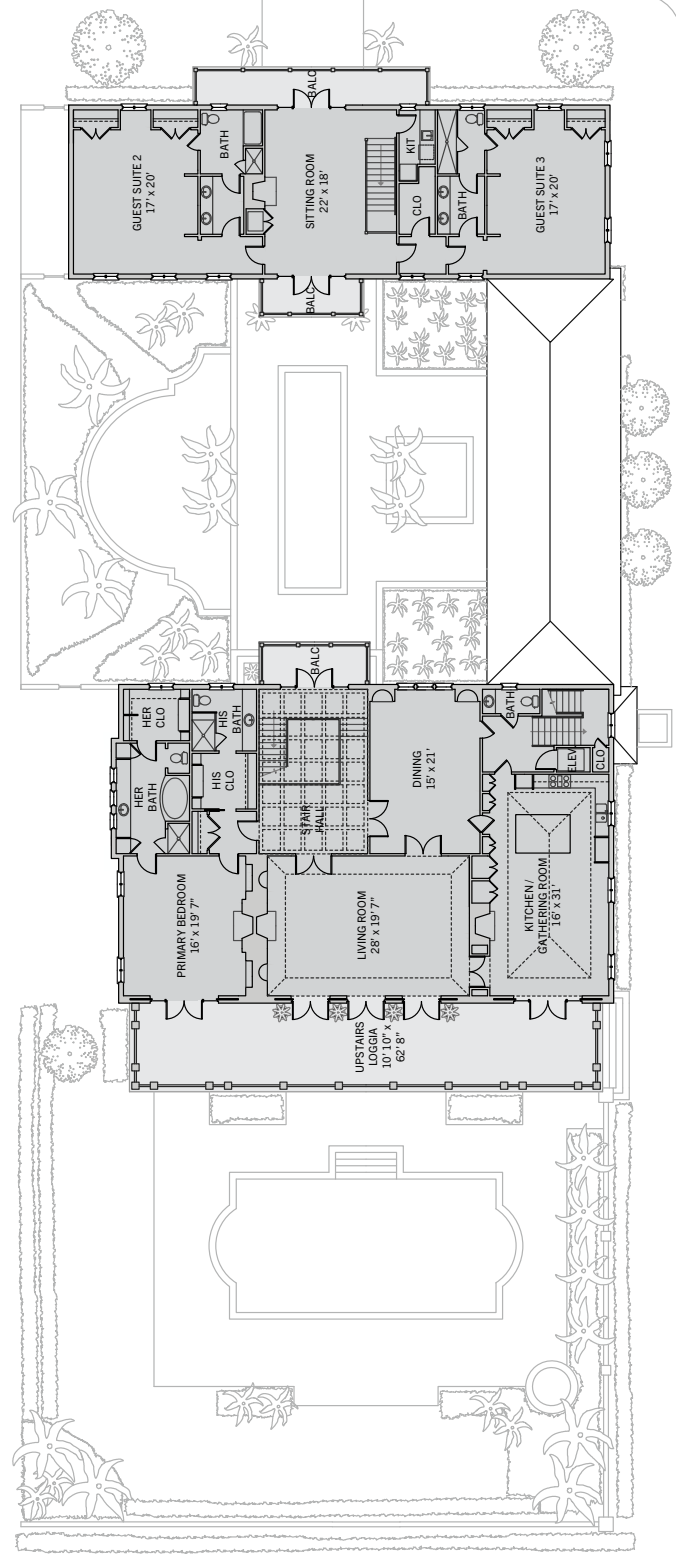 BALC
GUEST SUITE 2
17' x 20'
BATH
SITTING ROOM
22' x 18'
KIT
CLO
BATH
GUEST SUITE 3
17' x 20'
BALC
BALC
HER
CLO
HIS
BATH
HER
BATH
HIS
CLO
STAIR
HALL
DINING
15' x 21'
BATH
ELEV
CLO
PRIMARY BEDROOM
16' x 19' 7"
LIVING ROOM
28' x 19' 7"
KITCHEN/
GATHERING ROOM
16' x 31'
UPSTAIRS
LOGGIA
10' 10" x
62' 8"